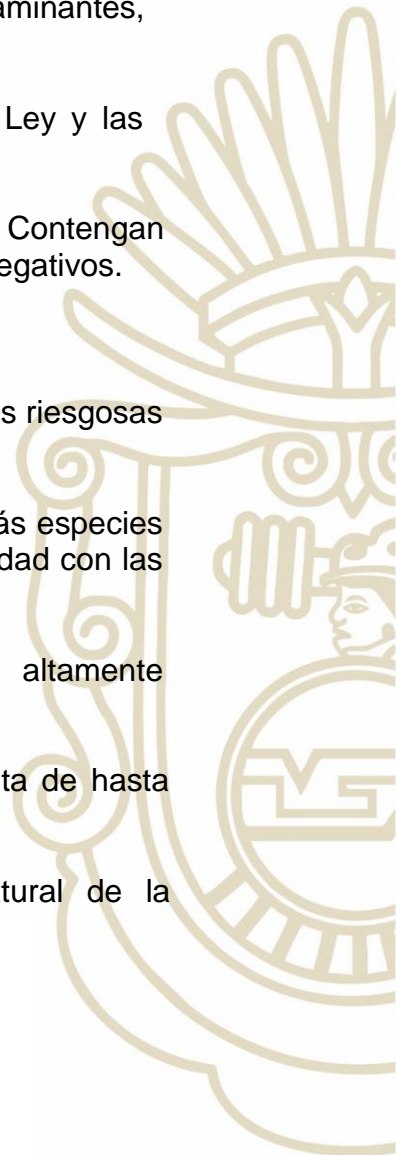 aminantes,
Ley y las
Contengan
egativos.
s riesgosas
ás especies
dad con las
altamente
ta de hasta
tural de la